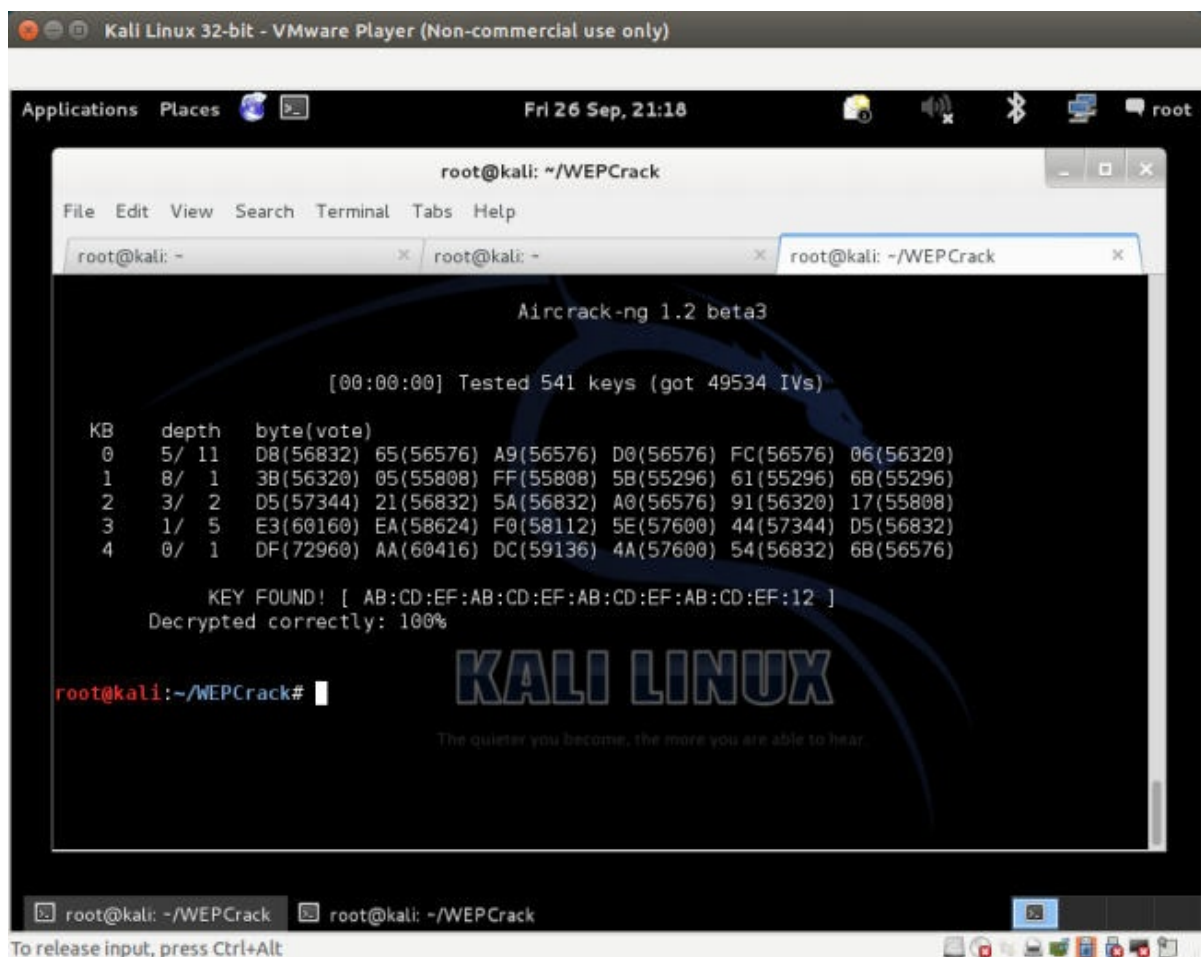 Kali Linux 32-bit - VMware Player (Non-commercial use only)
Applications Places Fri 26 Sep, 21:18 root
root@kali: ~/WEPCrack
File Edit View Search Terminal Tabs Help
root@kali: ~ root@kali: ~ root@kali: ~/WEPCrack
Aircrack-ng 1.2 beta3
[00:00:00] Tested 541 keys (got 49534 IVs)
KB depth byte(vote)
0 5/ 11 D8(56832) 65(56576) A9(56576) D0(56576) FC(56576) 06(56320)
1 8/ 1 3B(56320) 05(55808) FF(55808) 5B(55296) 61(55296) 6B(55296)
2 3/ 2 D5(57344) 21(56832) 5A(56832) A0(56576) 91(56320) 17(55808)
3 1/ 5 E3(60160) EA(58624) F0(58112) 5E(57600) 44(57344) D5(56832)
4 0/ 1 DF(72960) AA(60416) DC(59136) 4A(57600) 54(56832) 6B(56576)
KEY FOUND! [ AB:CD:EF:AB:CD:EF:AB:CD:EF:AB:CD:EF:12 ]
Decrypted correctly: 100%
KALI LINUX
root@kali:~/WEPCrack#
The quieter you become, the more you are able to hear.
root@kali: ~/WEPCrack root@kali: ~/WEPCrack
To release input, press Ctrl+Alt